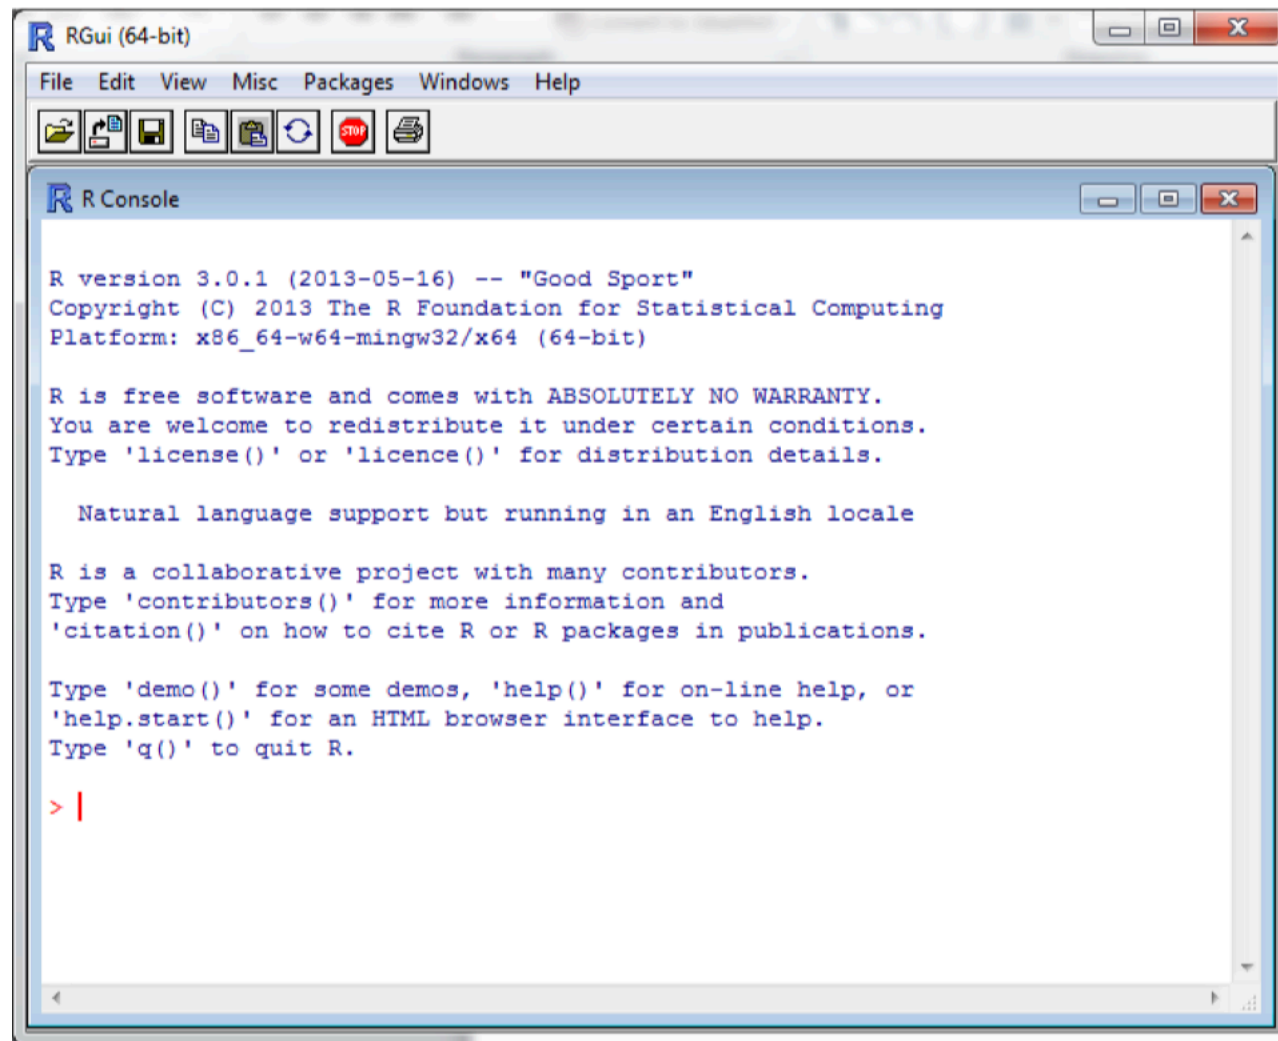 RGui (64-bit)
File Edit View Misc Packages Windows Help
STOP
R Console
R version 3.0.1 (2013-05-16) -- "Good Sport"
Copyright (C) 2013 The R Foundation for Statistical Computing
Platform: x86_64-w64-mingw32/x64 (64-bit)
R is free software and comes with ABSOLUTELY NO WARRANTY.
You are welcome to redistribute it under certain conditions.
Type 'license()' or 'licence()' for distribution details.
Natural language support but running in an English locale
R is a collaborative project with many contributors.
Type 'contributors()' for more information and
'citation()' on how to cite R or R packages in publications.
Type 'demo()' for some demos, 'help()' for on-line help, or
'help.start()' for an HTML browser interface to help.
Type 'q()' to quit R.
>